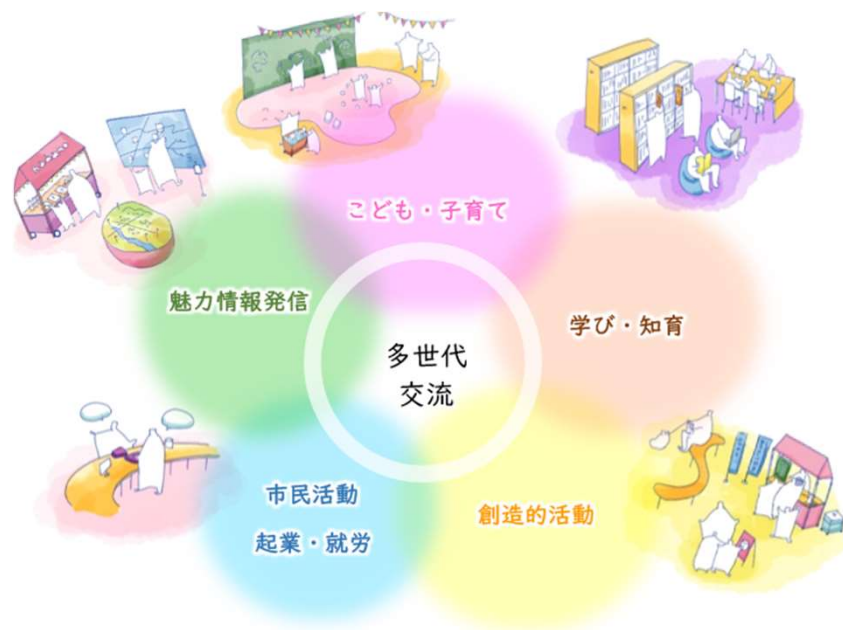 こども・子育て
魅力情報発信
学び・知育
多世代
交流
市民活動
起業・就労
創造的活動